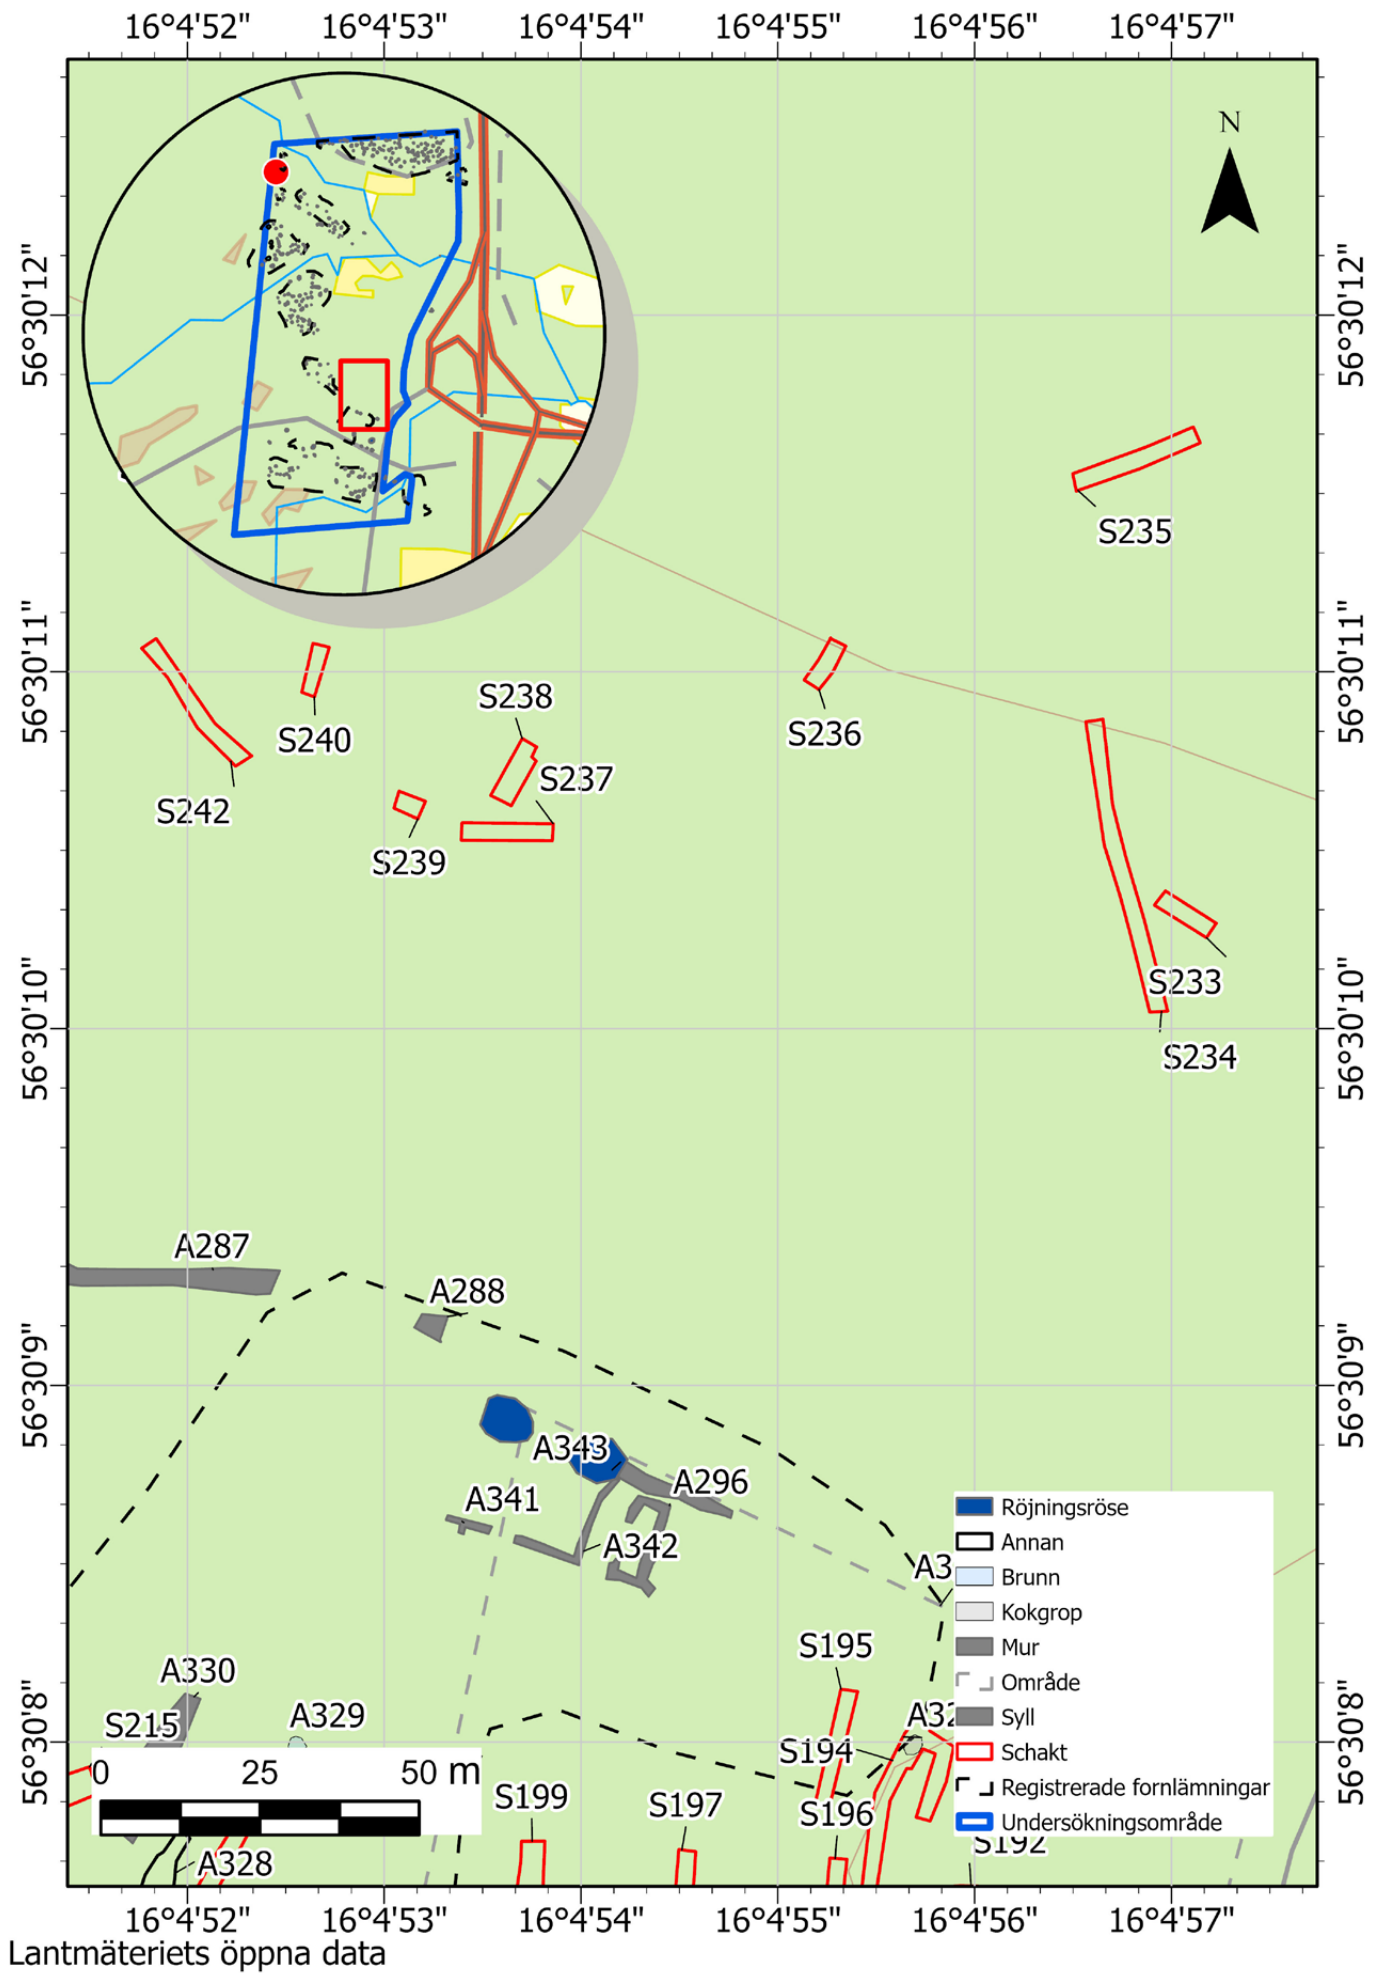 16°4'52" 16°4'53" 16°4'54" 16°4'55" 16°4'56" 16°4'57"
N
56°30'12" 56°30'12"
S235
56°30'11" 56°30'11"
S238
S240 S236
S237
S242
S239
S233
56°30'10" 56°30'10"
S234
A287
A288
56°30'9" 56°30'9"
A343
A296
A341
A342
A3
S195
A330
S215 A329 A32
56°30'8" 56°30'8"
S194
S199 S197 S196
S192
A328
0 25 50 m
Röjningsröse
Annan
Brunn
Kokgrop
Mur
Område
Syll
Schakt
Registrerade fornlämningar
Undersökningsområde
16°4'52" 16°4'53" 16°4'54" 16°4'55" 16°4'56" 16°4'57"
Lantmäteriets öppna data